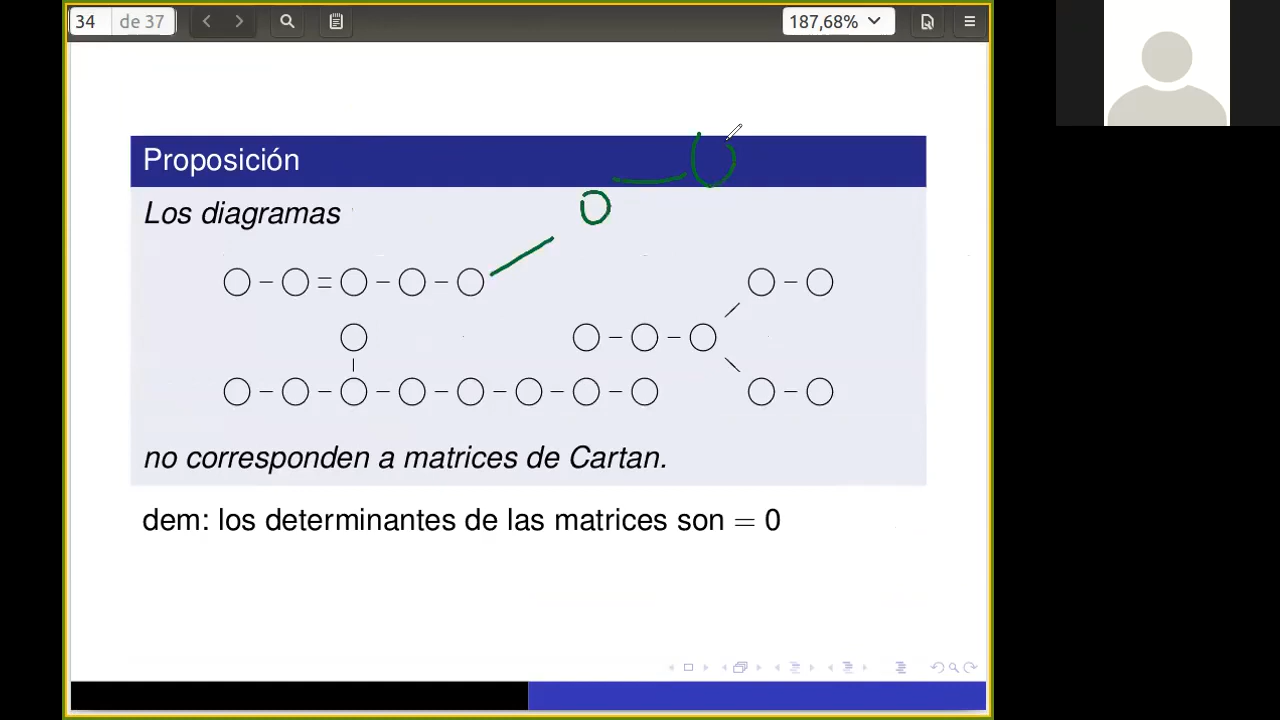 34 de 37 187,68%
Proposición
Los diagramas
no corresponden a matrices de Cartan.
dem: los determinantes de las matrices son = 0